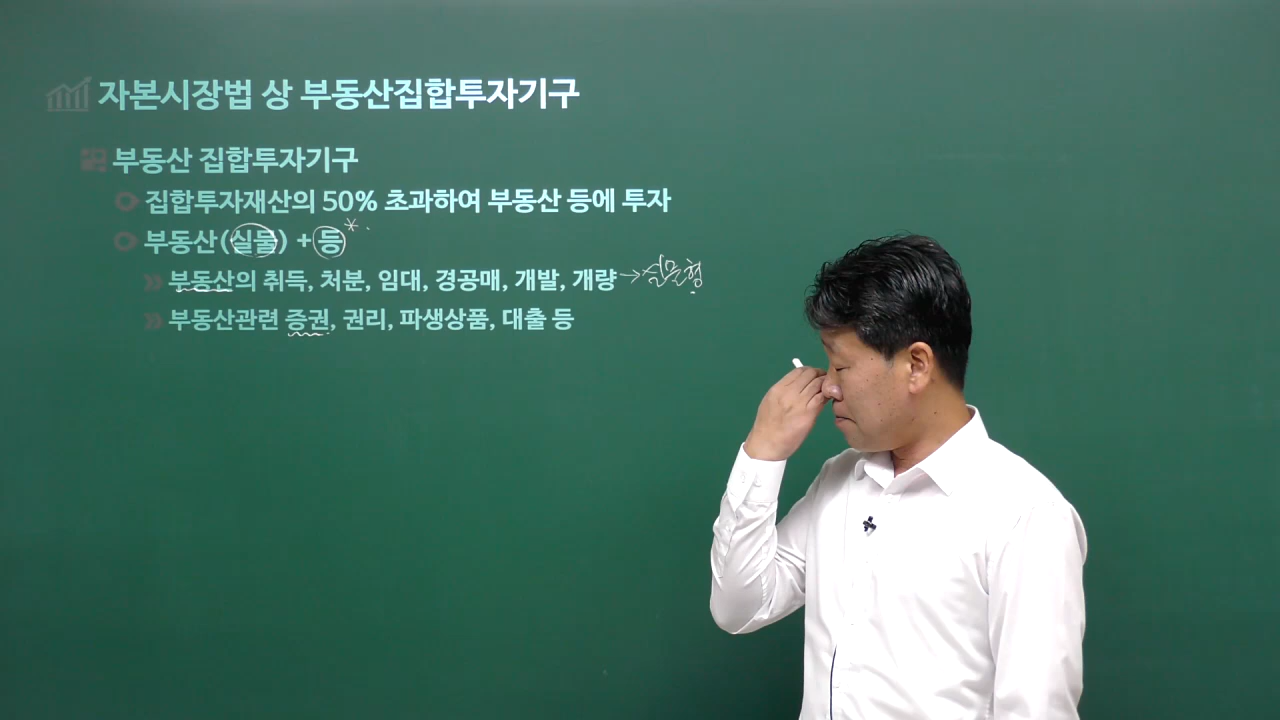 자본시장법 상 부동산집합투자기구
부동산 집합투자기구
집합투자재산의 50% 초과하여 부동산 등에 투자
부동산(실물) + 등*
부동산의 취득, 처분, 임대, 경공매, 개발, 개량 → 실물형
부동산관련 증권, 권리, 파생상품, 대출 등